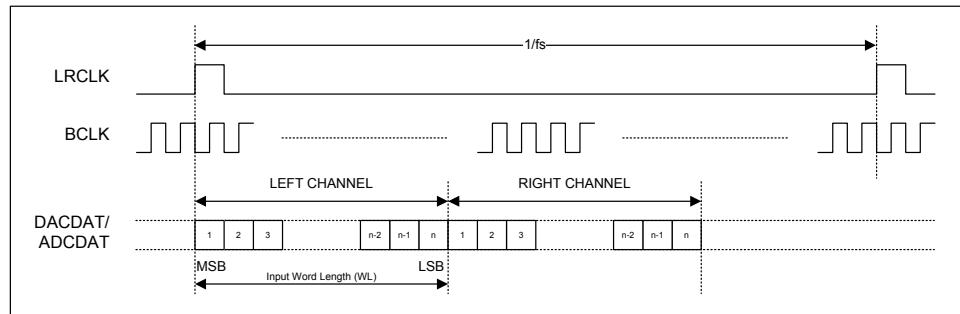 1/fs
LRCLK
BCLK
LEFT CHANNEL RIGHT CHANNEL
DACDAT/
ADCDAT
1 2 3 n-2 n-1 n 1 2 3 n-2 n-1 n
MSB LSB
Input Word Length (WL)